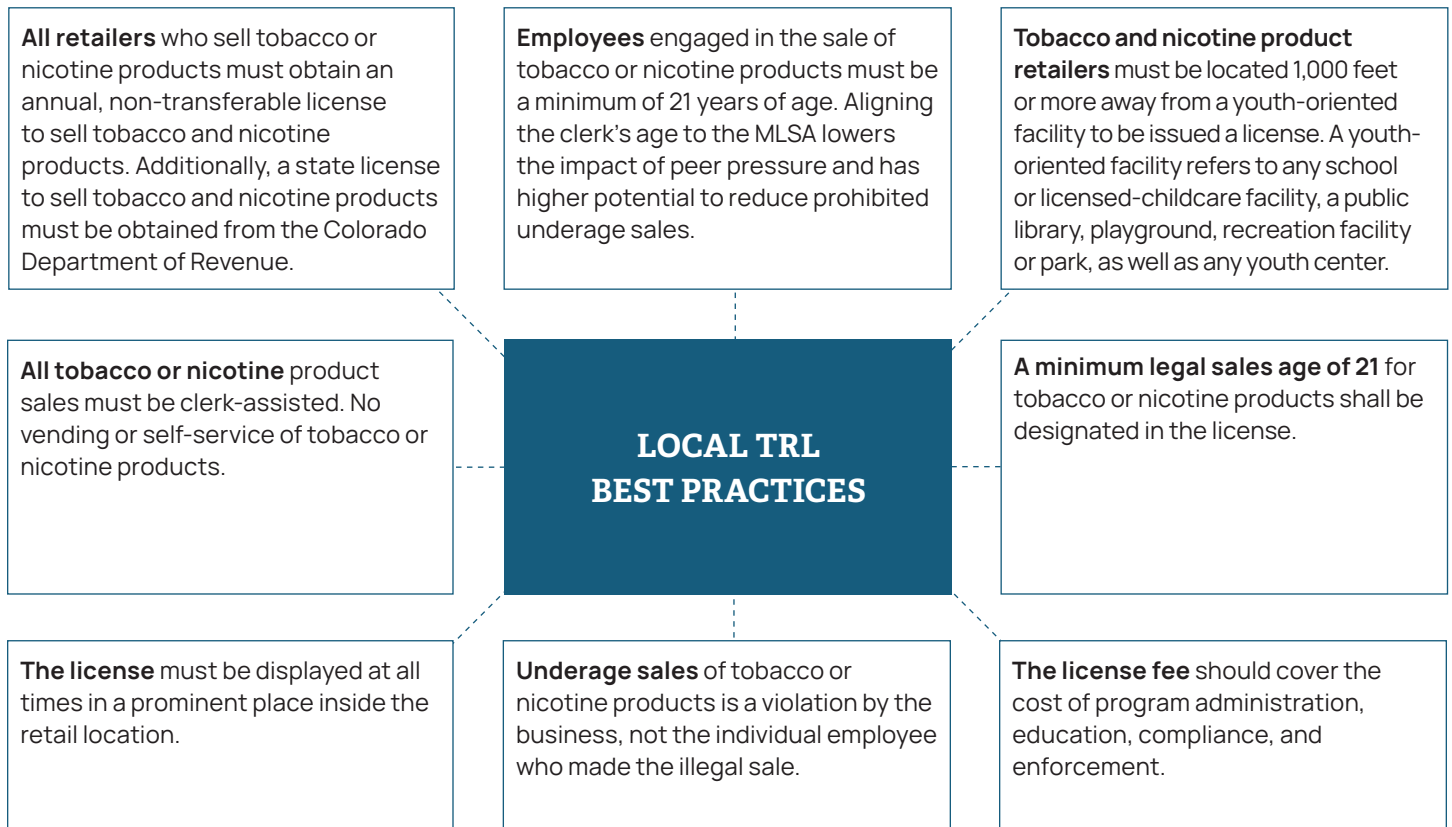 All retailers who sell tobacco or
nicotine products must obtain an
annual, non-transferable license
to sell tobacco and nicotine
products. Additionally, a state license
to sell tobacco and nicotine products
must be obtained from the Colorado
Department of Revenue.
Employees engaged in the sale of
tobacco or nicotine products must be
a minimum of 21 years of age. Aligning
the clerk’s age to the MLSA lowers
the impact of peer pressure and has
higher potential to reduce prohibited
underage sales.
Tobacco and nicotine product
retailers must be located 1,000 feet
or more away from a youth-oriented
facility to be issued a license. A youth-
oriented facility refers to any school
or licensed-childcare facility, a public
library, playground, recreation facility
or park, as well as any youth center.
All tobacco or nicotine product
sales must be clerk-assisted. No
vending or self-service of tobacco or
nicotine products.
LOCAL TRL
BEST PRACTICES
A minimum legal sales age of 21 for
tobacco or nicotine products shall be
designated in the license.
The license must be displayed at all
times in a prominent place inside the
retail location.
Underage sales of tobacco or
nicotine products is a violation by the
business, not the individual employee
who made the illegal sale.
The license fee should cover the
cost of program administration,
education, compliance, and
enforcement.